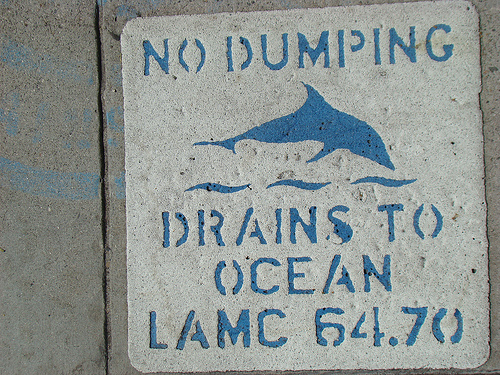 NO DUMPING
DRAINS TO
OCEAN
LAMC 64.70